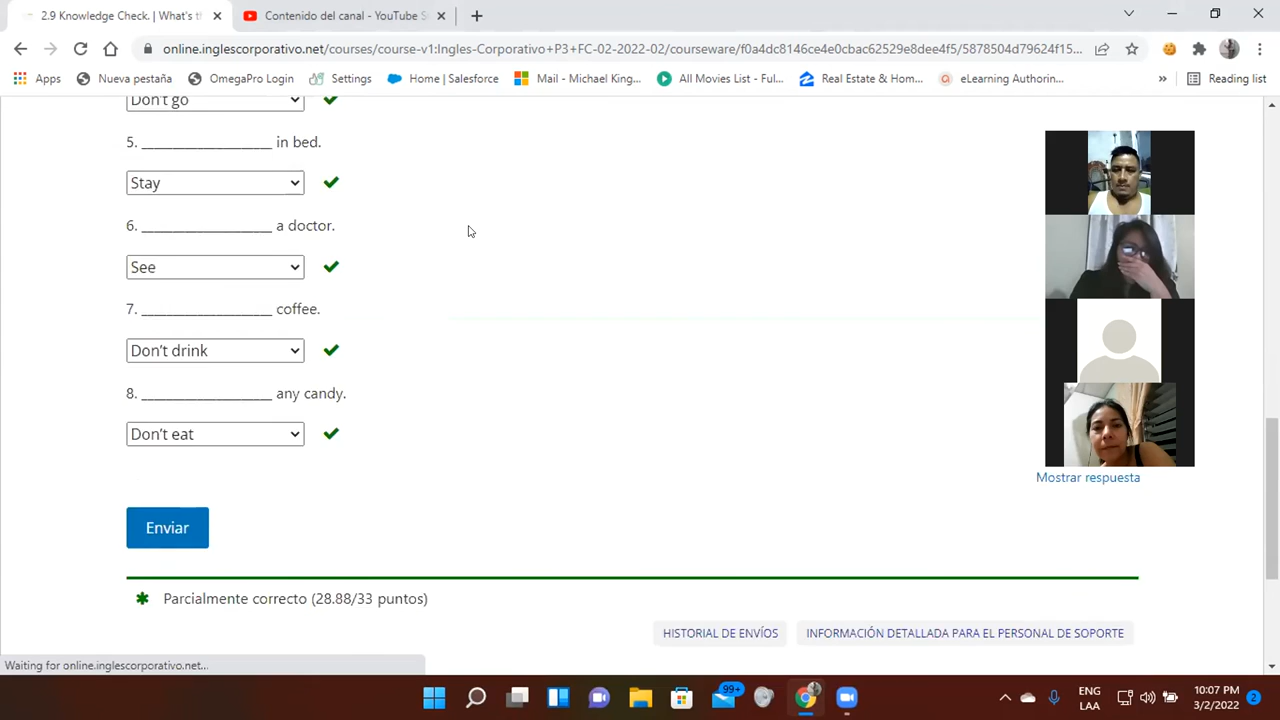 2.9 Knowledge Check. | What's th
Contenido del canal - YouTube S
online.inglescorporativo.net/courses/course-v1:Ingles-Corporativo+P3+FC-02-2022-02/courseware/f0a4dc8146ce4e0cbac62529e8dee4f5/5878504d79624f15...
Apps
Nueva pestaña
OmegaPro Login
Settings
Home | Salesforce
Mail - Michael King...
All Movies List - Ful...
Real Estate & Hom...
eLearning Authorin...
»
Reading list
Don't go
5. ____________________ in bed.
Stay
6. ____________________ a doctor.
See
7. ____________________ coffee.
Don't drink
8. ____________________ any candy.
Don't eat
Mostrar respuesta
Enviar
Parcialmente correcto (28.88/33 puntos)
HISTORIAL DE ENVÍOS
INFORMACIÓN DETALLADA PARA EL PERSONAL DE SOPORTE
Waiting for online.inglescorporativo.net...
99+
ENG
LAA
10:07 PM
3/2/2022
2